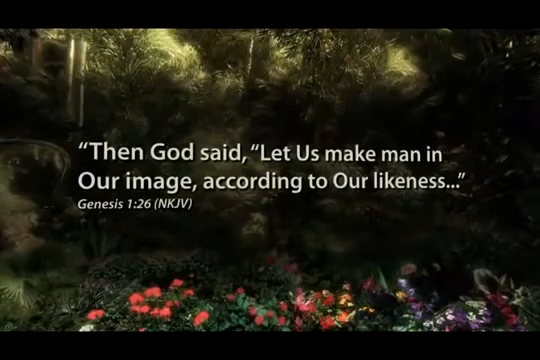 “Then God said, “Let Us make man in
Our image, according to Our likeness...”
Genesis 1:26 (NKJV)